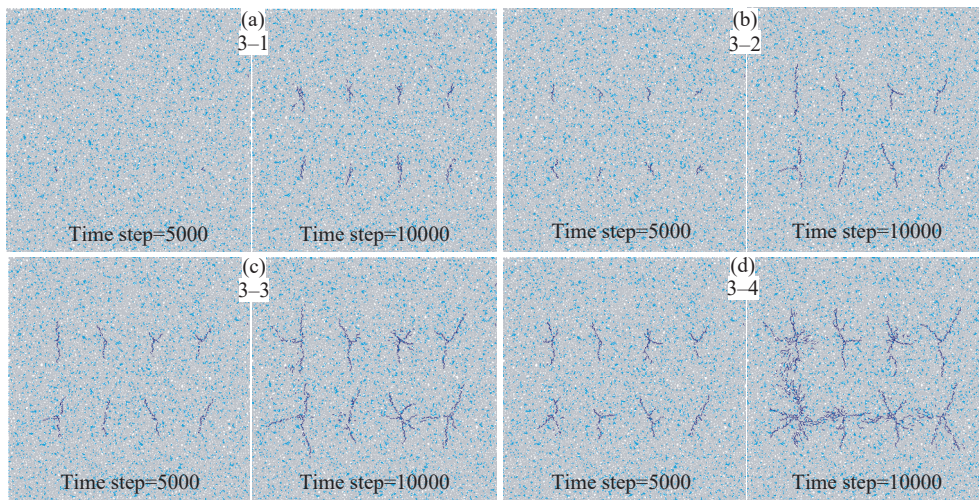 (a)
3–1
Time step=5000
Time step=10000
(b)
3–2
Time step=5000
Time step=10000
(c)
3–3
Time step=5000
Time step=10000
(d)
3–4
Time step=5000
Time step=10000